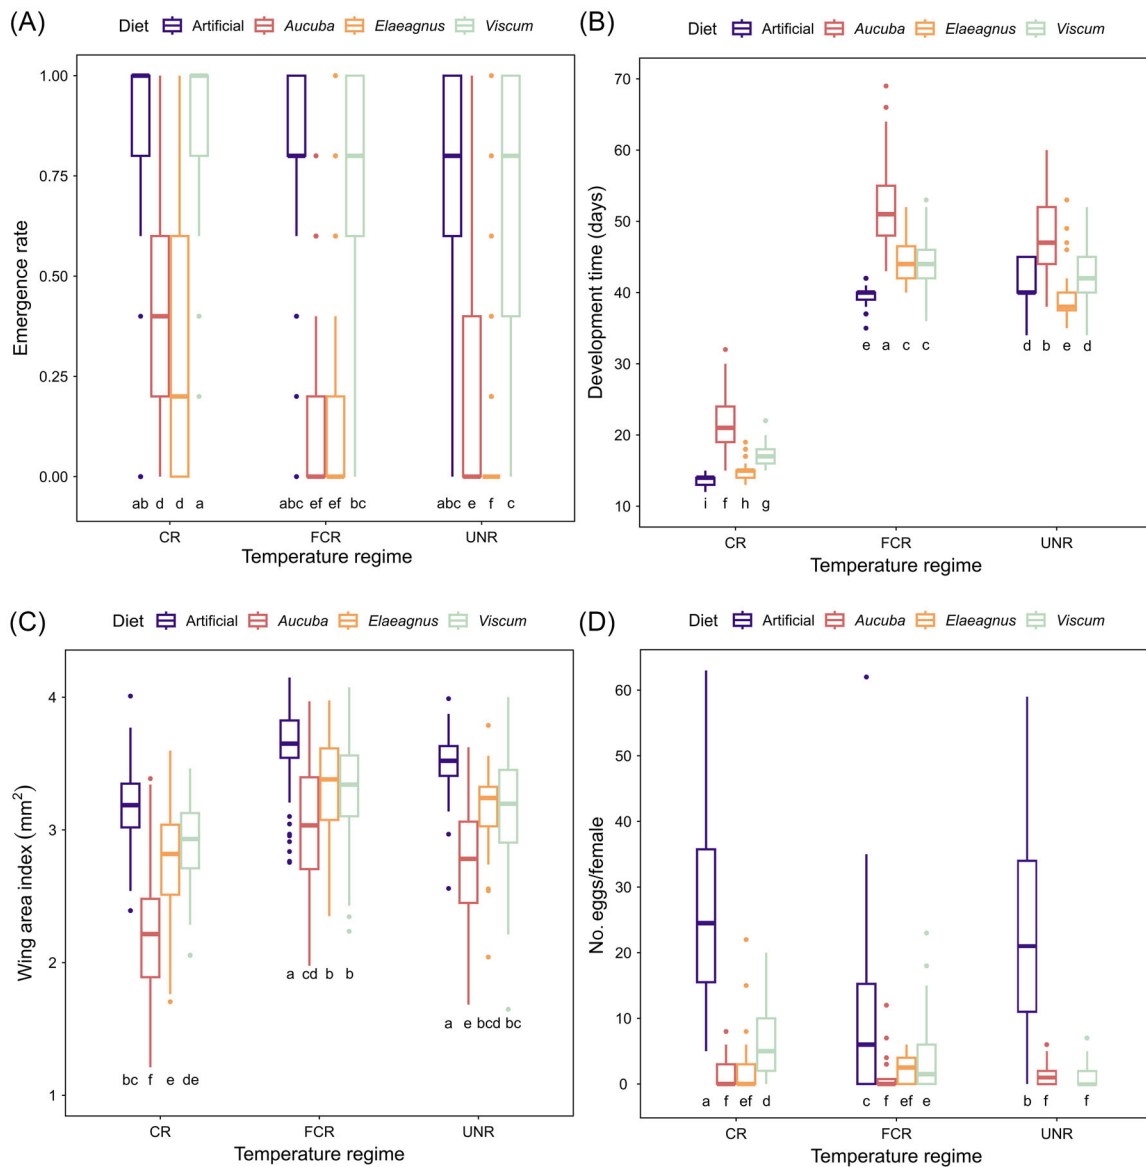 (A) Diet Artificial Aucuba Elaeagnus Viscum
1.00
0.75
0.50
0.25
0.00
Emergence rate
ab d d a abc ef ef bc abc e f c
CR FCR UNR
Temperature regime
(B) Diet Artificial Aucuba Elaeagnus Viscum
70
60
50
40
30
20
10
Development time (days)
e a c c d b e d
i f h g
CR FCR UNR
Temperature regime
(C) Diet Artificial Aucuba Elaeagnus Viscum
4
3
2
1
Wing area index (mm²)
a cd b b
a e bcd bc
bc f e de
CR FCR UNR
Temperature regime
(D) Diet Artificial Aucuba Elaeagnus Viscum
60
50
40
30
20
10
0
No. eggs/female
a f ef d c f ef e b f f
CR FCR UNR
Temperature regime